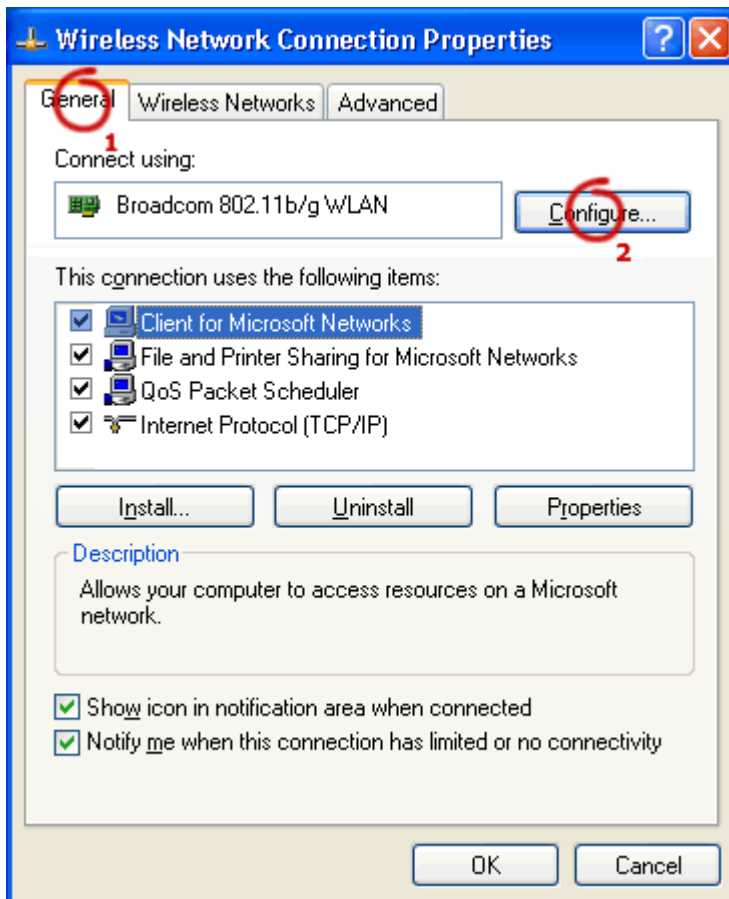 Wireless Network Connection Properties
General Wireless Networks Advanced
1
Connect using:
Broadcom 802.11b/g WLAN Configure...
2
This connection uses the following items:
Client for Microsoft Networks
File and Printer Sharing for Microsoft Networks
QoS Packet Scheduler
Internet Protocol (TCP/IP)
Install... Uninstall Properties
Description
Allows your computer to access resources on a Microsoft
network.
Show icon in notification area when connected
Notify me when this connection has limited or no connectivity
OK Cancel